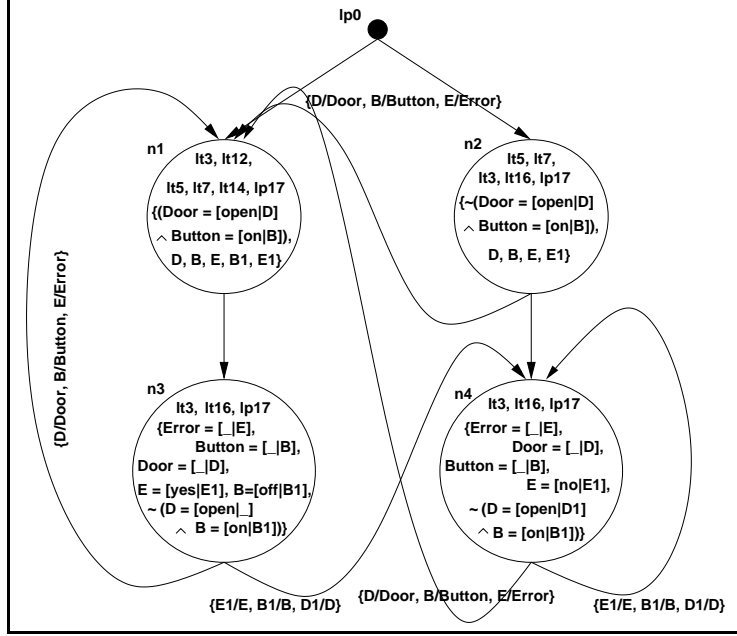 lp0
{D/Door, B/Button, E/Error}
n1
lt3, lt12,
lt5, lt7, lt14, lp17
{(Door = [open|D]
^ Button = [on|B]),
D, B, E, B1, E1}
n2
lt5, lt7,
lt3, lt16, lp17
{~(Door = [open|D]
^ Button = [on|B]),
D, B, E, E1}
{D/Door, B/Button, E/Error}
n3
lt3, lt16, lp17
{Error = [_|E],
Button = [_|B],
Door = [_|D],
E = [yes|E1], B=[off|B1],
~ (D = [open|_]
^ B = [on|B1])}
n4
lt3, lt16, lp17
{Error = [_|E],
Door = [_|D],
Button = [_|B],
E = [no|E1],
~ (D = [open|D1]
^ B = [on|B1])}
{E1/E, B1/B, D1/D}
{D/Door, B/Button, E/Error}
{E1/E, B1/B, D1/D}